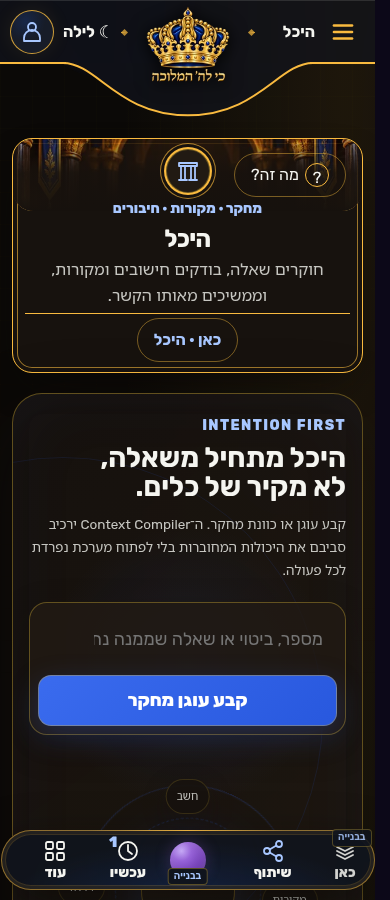 היכל
כי לה' המלוכה
☾ לילה
? מה זה?
מחקר • מקורות • חיבורים
היכל
חוקרים שאלה, בודקים חישובים ומקורות,
וממשיכים מאותו הקשר.
כאן • היכל
INTENTION FIRST
היכל מתחיל משאלה,
לא מקיר של כלים.
קבע עוגן או כוונת מחקר. ה־Context Compiler ירכיב
סביבם את היכולות המחוברות בלי לפתוח מערכת נפרדת
לכל פעולה.
מספר, ביטוי או שאלה שממנה
קבע עוגן מחקר
חשב
בבנייה
כאן
שיתוף
בבנייה
1
עכשיו
עוד